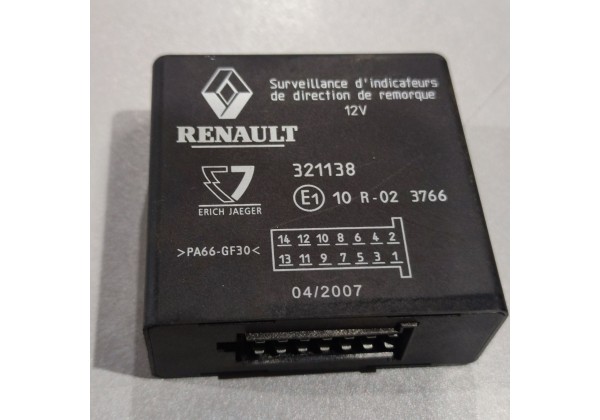 Surveillance d'indicateurs
de direction de remorque
12V
RENAULT
321138
E1 10 R-02 3766
ERICH JAEGER
>PA66-GF30<
14 12 10 8 6 4 2
13 11 9 7 5 3 1
04/2007